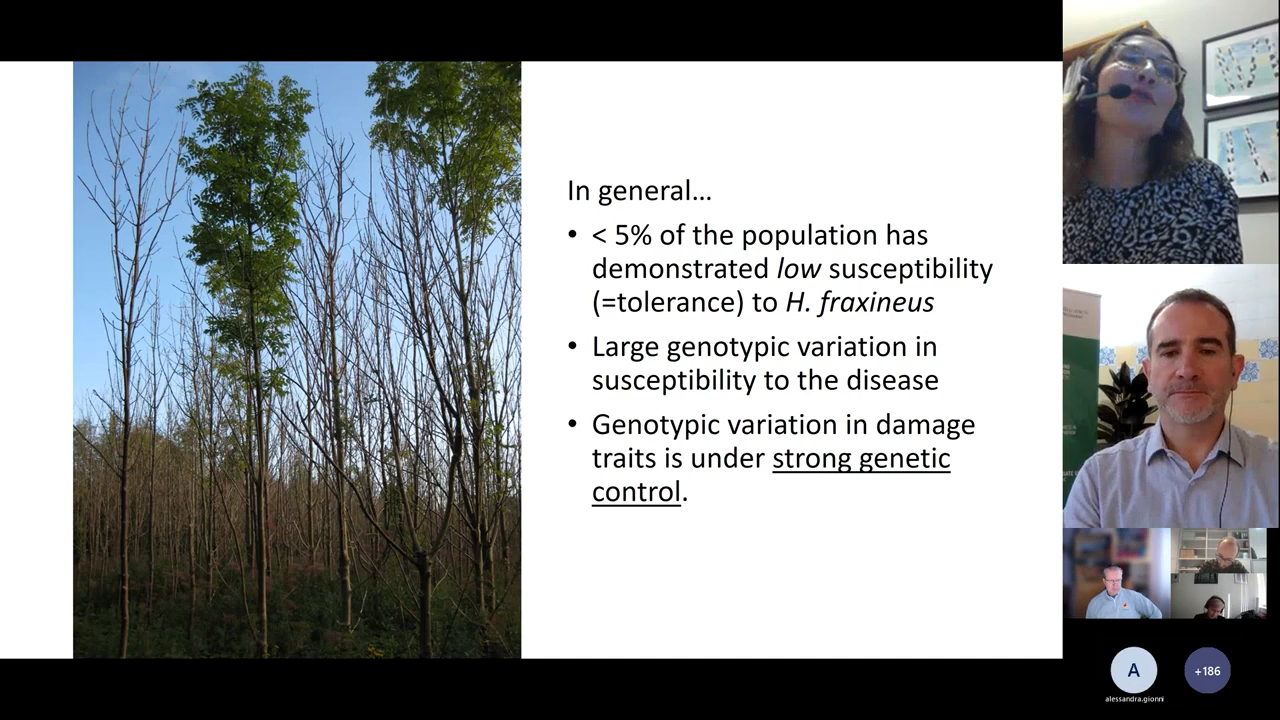 In general...
• < 5% of the population has
demonstrated low susceptibility
(=tolerance) to H. fraxineus
• Large genotypic variation in
susceptibility to the disease
• Genotypic variation in damage
traits is under strong genetic
control.
A
+186
alessandra.gionni